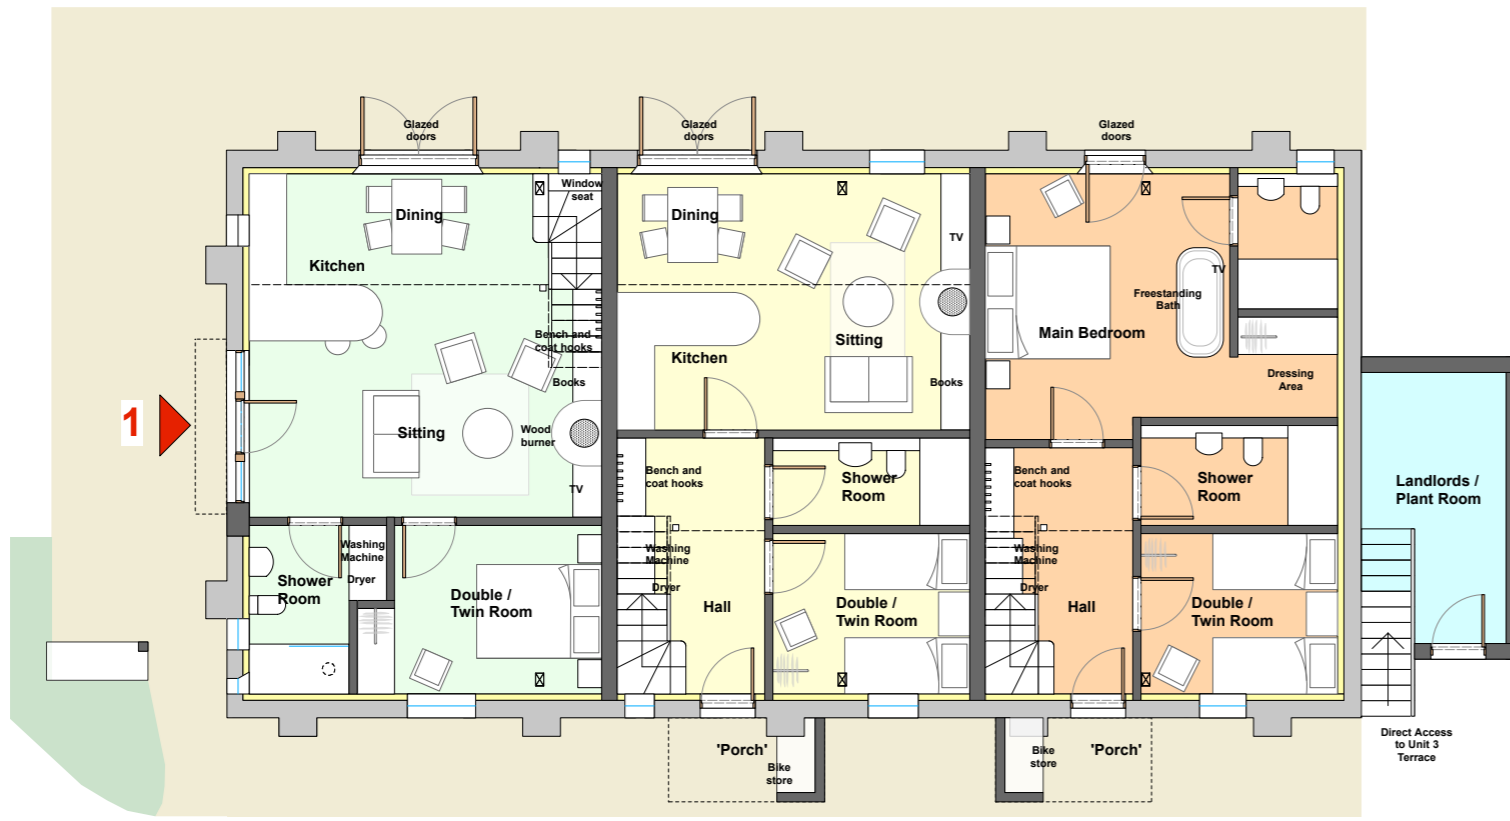 Glazed
doors
Glazed
doors
Glazed
doors
Window
seat
Dining
Kitchen
Bench and
coat hooks
Books
Sitting
Wood
burner
TV
1
Washing
Machine
Dryer
Shower
Room
Double /
Twin Room
Dining
TV
Sitting
Kitchen
Books
Bench and
coat hooks
Shower
Room
Washing
Machine
Dryer
Hall
Double /
Twin Room
'Porch'
Bike
store
TV
Freestanding
Bath
Main Bedroom
Dressing
Area
Bench and
coat hooks
Shower
Room
Washing
Machine
Dryer
Hall
Double /
Twin Room
Bike
store
'Porch'
Landlords /
Plant Room
Direct Access
to Unit 3
Terrace